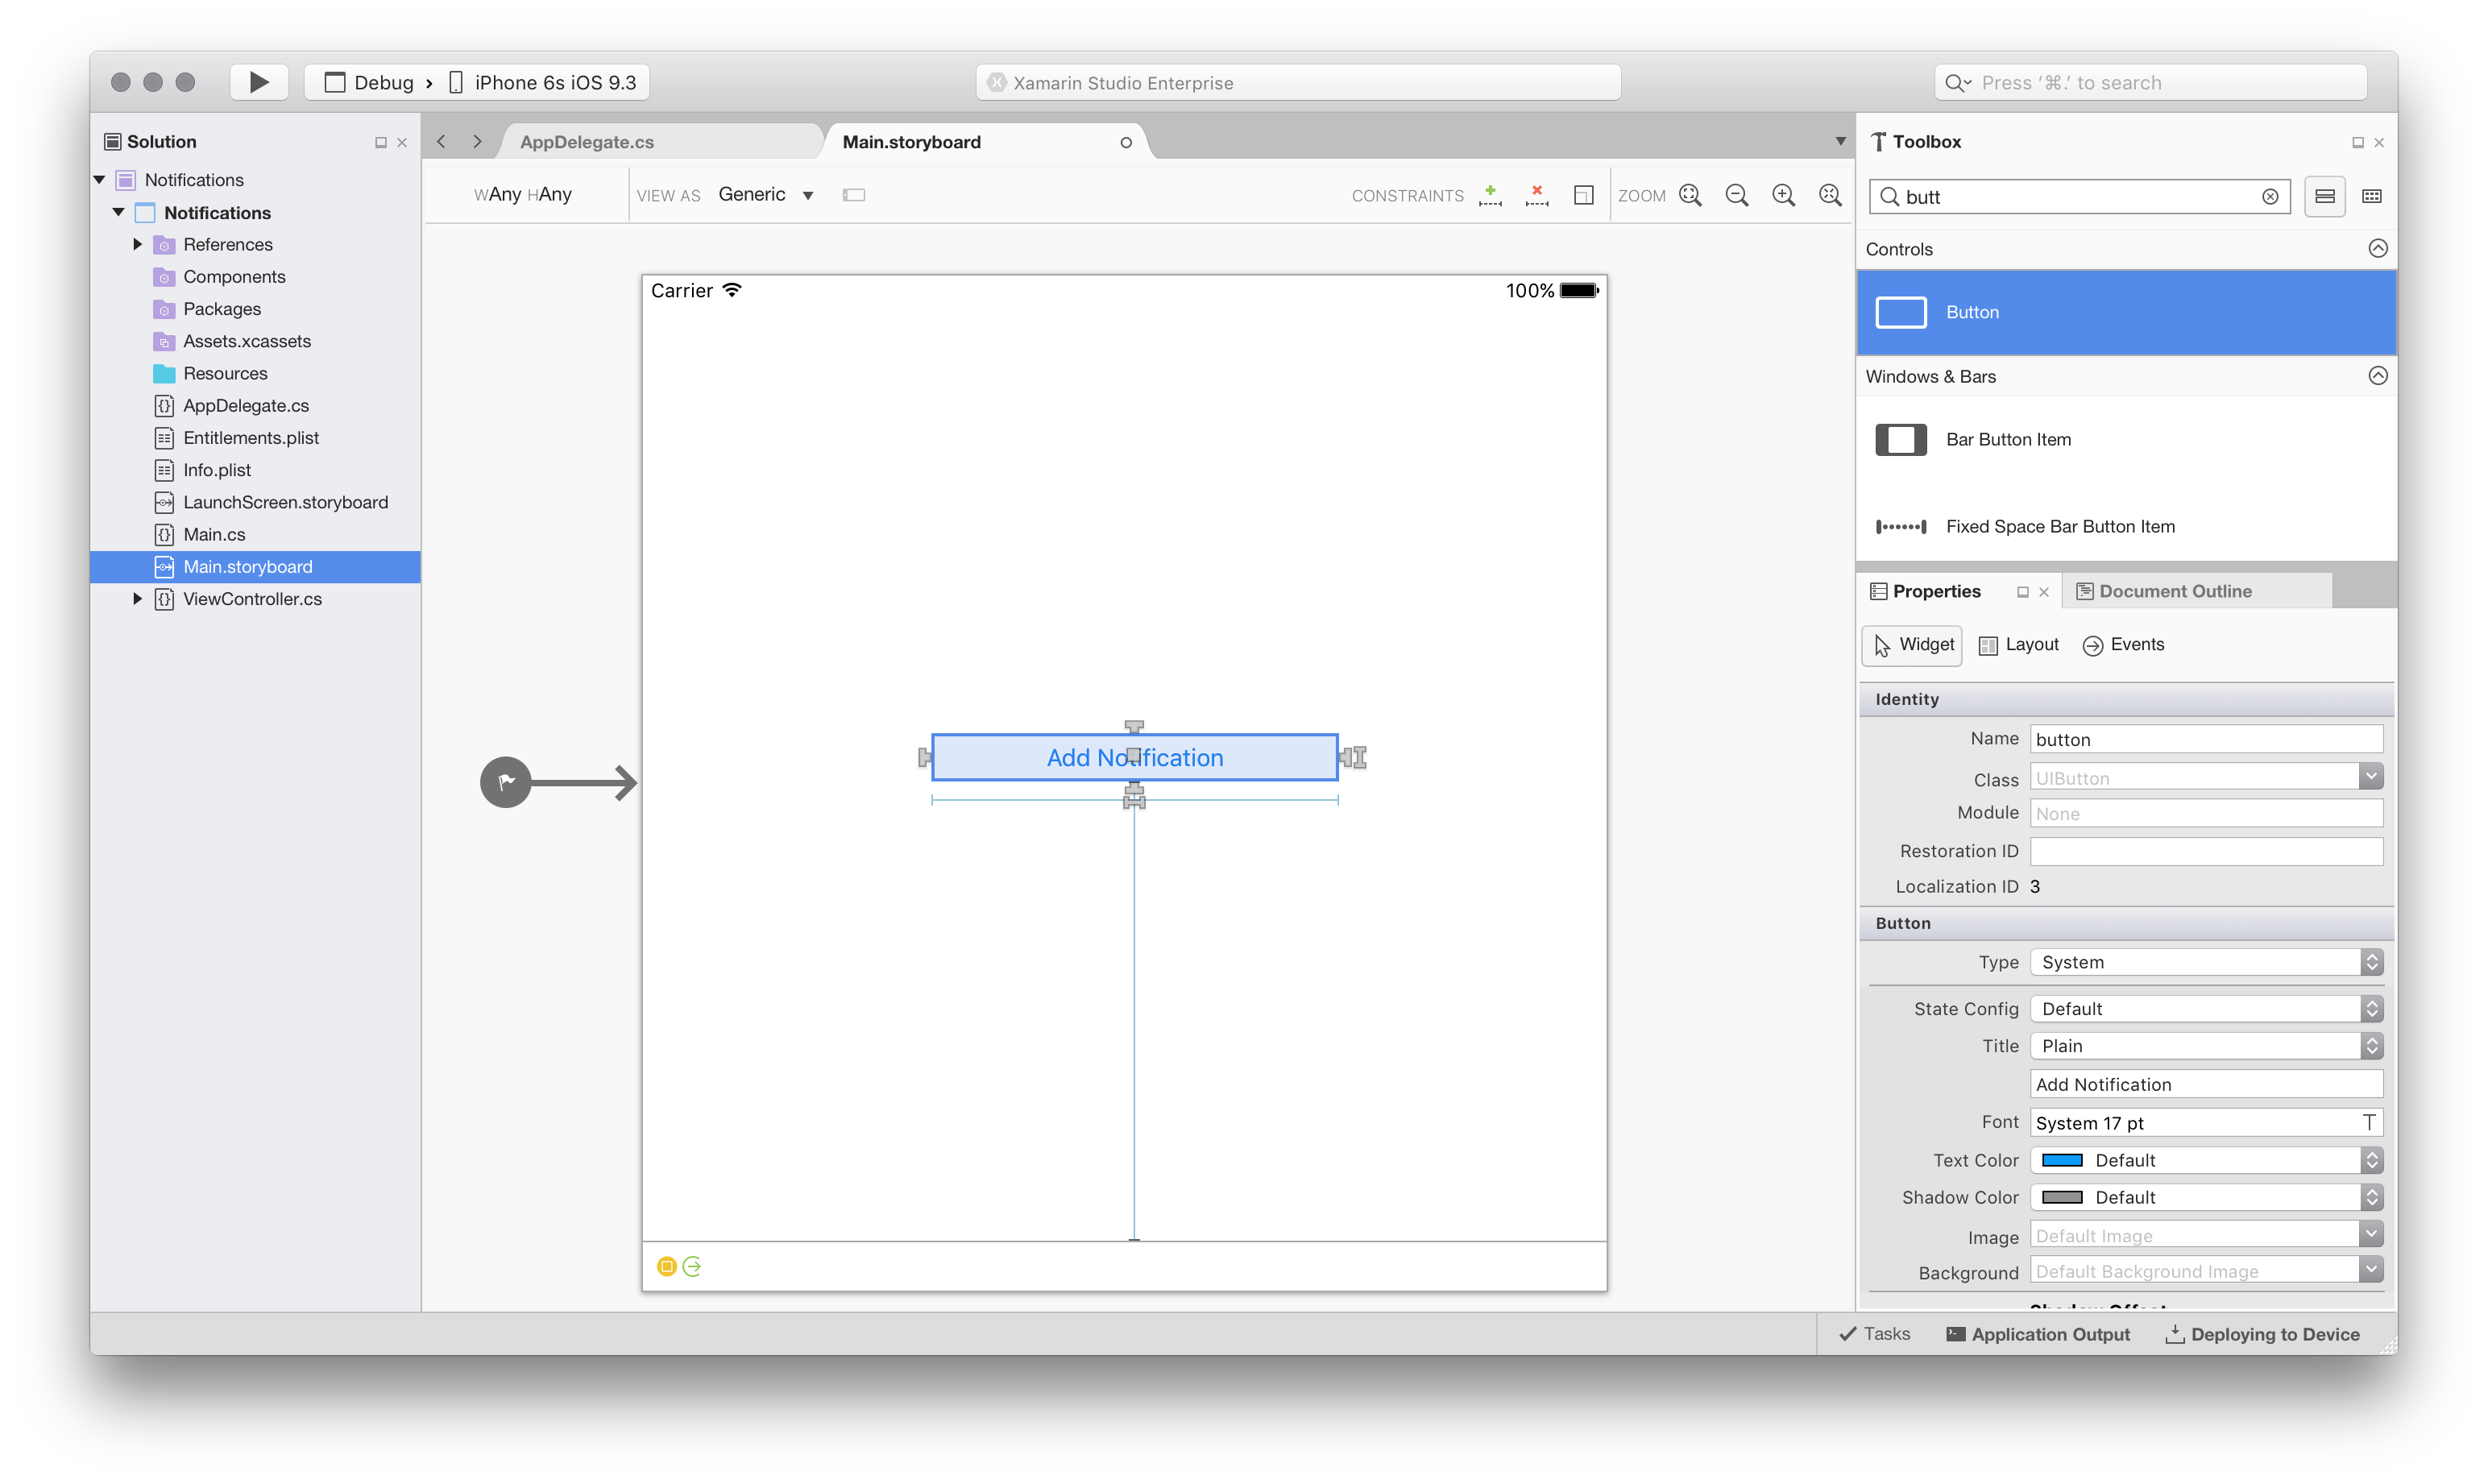 Debug › iPhone 6s iOS 9.3
Xamarin Studio Enterprise
Press ‘⌘.’ to search
Solution
Notifications
Notifications
References
Components
Packages
Assets.xcassets
Resources
AppDelegate.cs
Entitlements.plist
Info.plist
LaunchScreen.storyboard
Main.cs
Main.storyboard
ViewController.cs
AppDelegate.cs
Main.storyboard
wAny hAny
VIEW AS Generic
CONSTRAINTS
ZOOM
Carrier
100%
Add Notification
Toolbox
butt
Controls
Button
Windows & Bars
Bar Button Item
Fixed Space Bar Button Item
Properties
Document Outline
Widget
Layout
Events
Identity
Name button
Class UIButton
Module None
Restoration ID
Localization ID 3
Button
Type System
State Config Default
Title Plain
Add Notification
Font System 17 pt
Text Color Default
Shadow Color Default
Image Default Image
Background Default Background Image
Tasks
Application Output
Deploying to Device